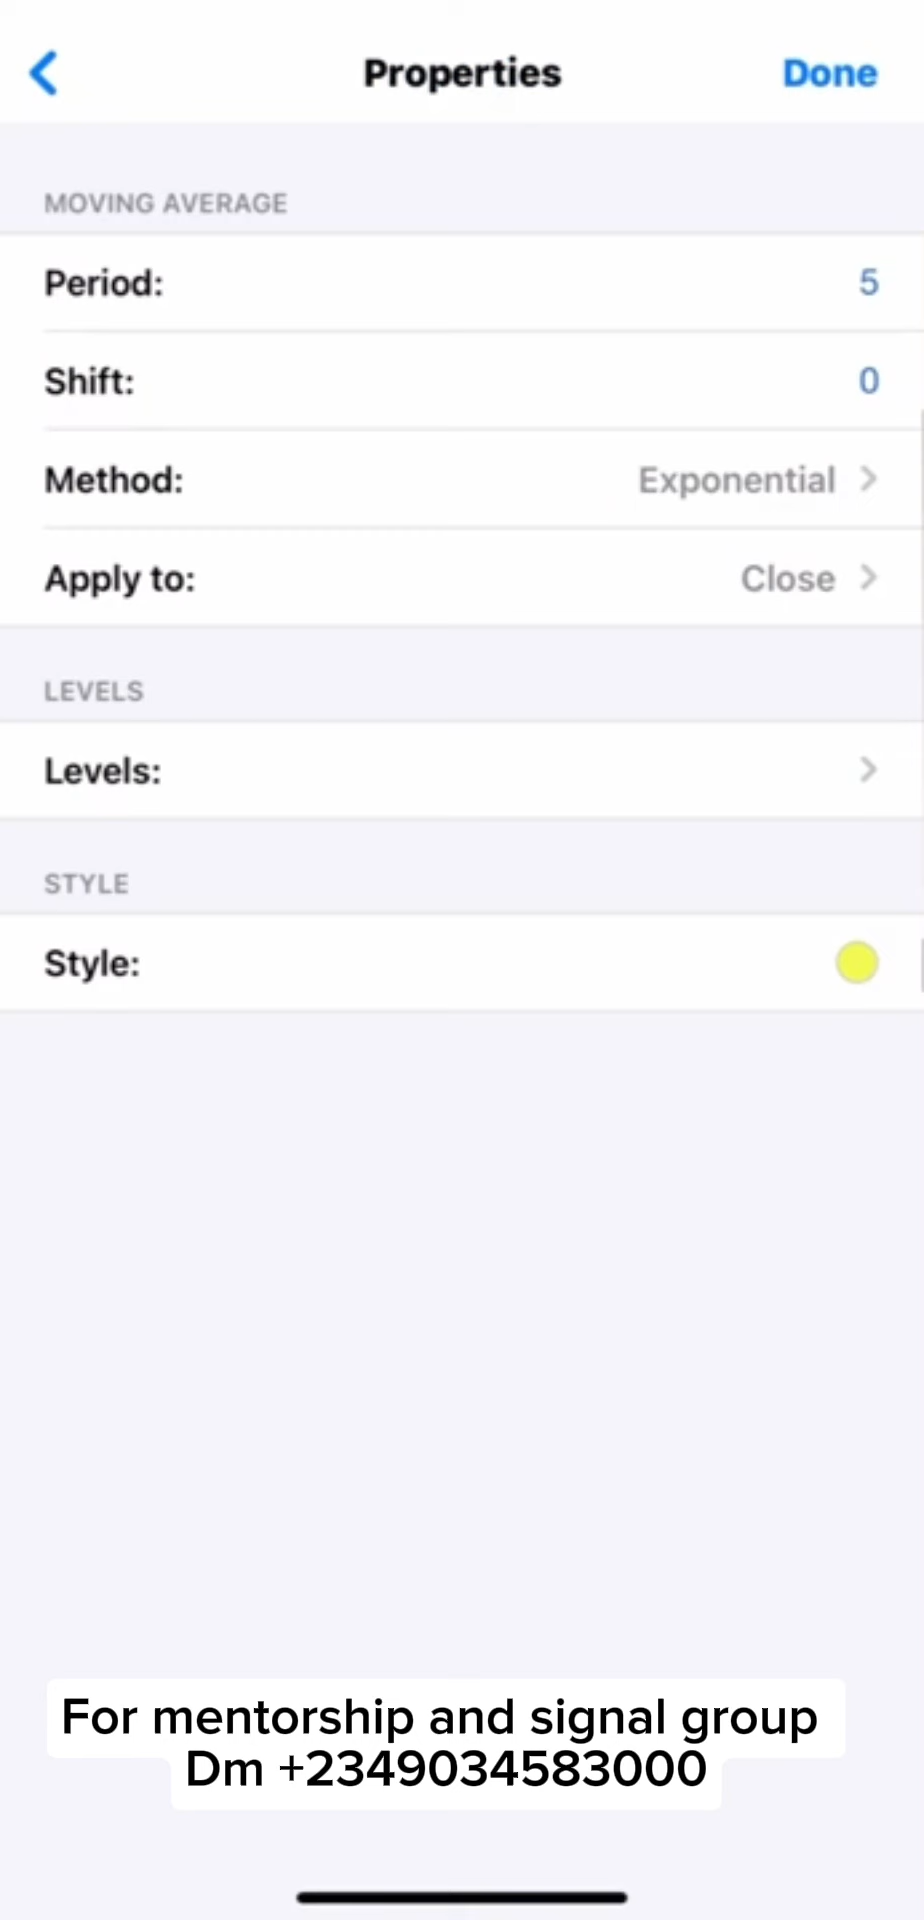 Properties
Done
MOVING AVERAGE
Period:
5
Shift:
0
Method:
Exponential
Apply to:
Close
LEVELS
Levels:
STYLE
Style:
For mentorship and signal group
Dm +2349034583000